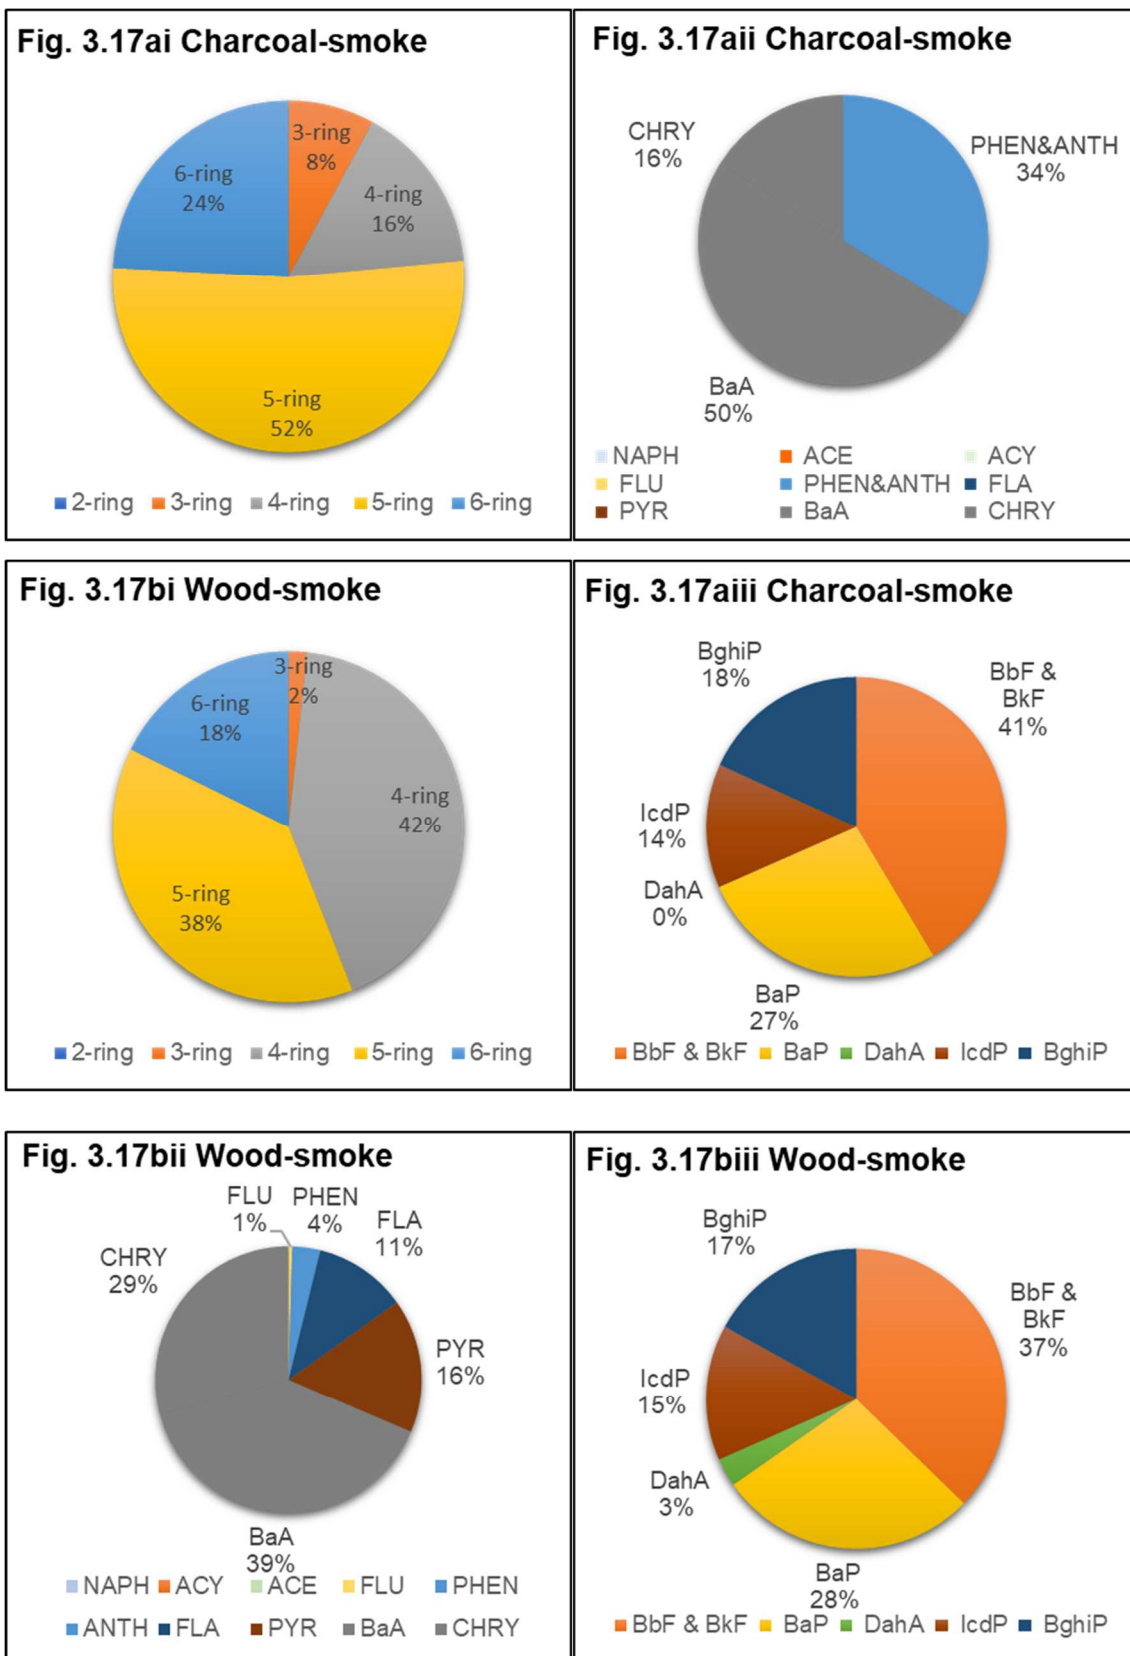 Fig. 3.17ai Charcoal-smoke
3-ring
8%
4-ring
16%
5-ring
52%
6-ring
24%
2-ring 3-ring 4-ring 5-ring 6-ring
Fig. 3.17aii Charcoal-smoke
CHRY
16%
PHEN&ANTH
34%
BaA
50%
NAPH ACE ACY
FLU PHEN&ANTH FLA
PYR BaA CHRY
Fig. 3.17bi Wood-smoke
3-ring
2%
4-ring
42%
5-ring
38%
6-ring
18%
2-ring 3-ring 4-ring 5-ring 6-ring
Fig. 3.17aiii Charcoal-smoke
BghiP
18%
BbF &
BkF
41%
IcdP
14%
DahA
0%
BaP
27%
BbF & BkF BaP DahA IcdP BghiP
Fig. 3.17bii Wood-smoke
FLU
1%
PHEN
4%
FLA
11%
CHRY
29%
PYR
16%
BaA
39%
NAPH ACY ACE FLU PHEN
ANTH FLA PYR BaA CHRY
Fig. 3.17biii Wood-smoke
BghiP
17%
BbF &
BkF
37%
IcdP
15%
DahA
3%
BaP
28%
BbF & BkF BaP DahA IcdP BghiP